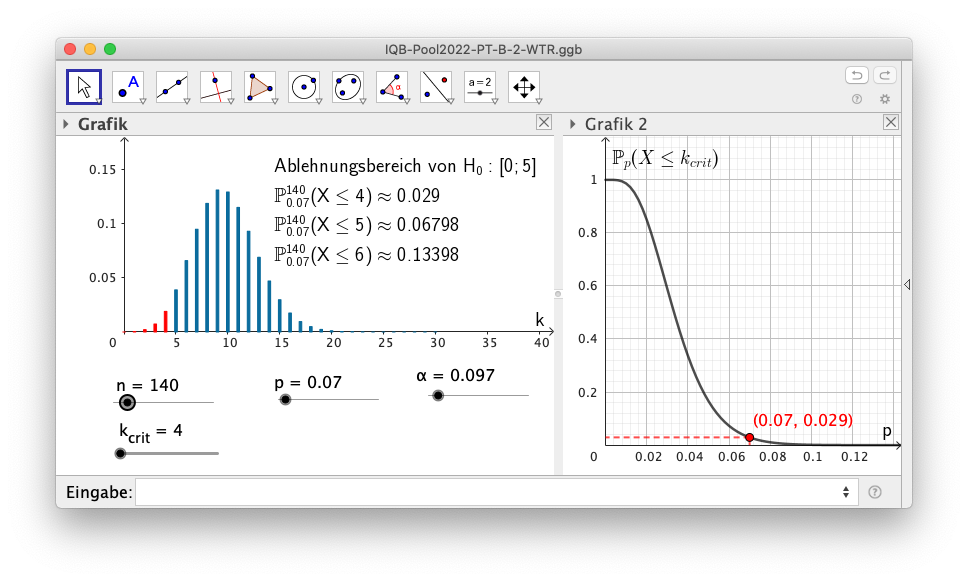 IQB-Pool2022-PT-B-2-WTR.ggb
A
α
a=2
Grafik
Grafik 2
0.15
0.1
0.05
0
5
10
15
20
25
30
35
40
k
Ablehnungsbereich von H₀ : [0; 5]
ℙ¹⁴⁰₀.₀₇(X ≤ 4) ≈ 0.029
ℙ¹⁴⁰₀.₀₇(X ≤ 5) ≈ 0.06798
ℙ¹⁴⁰₀.₀₇(X ≤ 6) ≈ 0.13398
n = 140
p = 0.07
α = 0.097
k_crit = 4
ℙ_p(X ≤ k_crit)
1
0.8
0.6
0.4
0.2
0
0.02
0.04
0.06
0.08
0.1
0.12
(0.07, 0.029)
p
Eingabe: